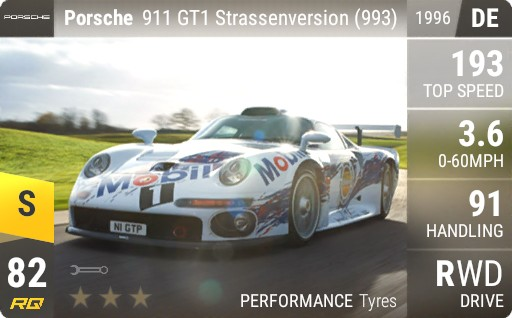 PORSCHE Porsche 911 GT1 Strassenversion (993) 1996 DE
193
TOP SPEED
3.6
0-60MPH
S
91
HANDLING
Mobil
1
Mobil
N1 GTP
82
RQ
RWD
DRIVE
PERFORMANCE Tyres